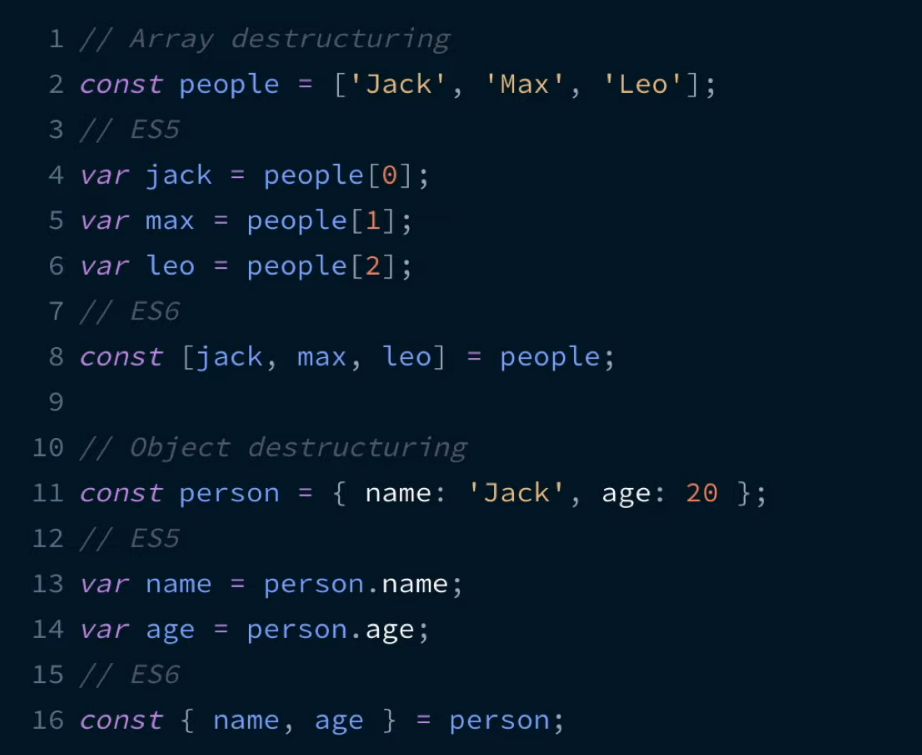 1 // Array destructuring
2 const people = ['Jack', 'Max', 'Leo'];
3 // ES5
4 var jack = people[0];
5 var max = people[1];
6 var leo = people[2];
7 // ES6
8 const [jack, max, leo] = people;
9
10 // Object destructuring
11 const person = { name: 'Jack', age: 20 };
12 // ES5
13 var name = person.name;
14 var age = person.age;
15 // ES6
16 const { name, age } = person;